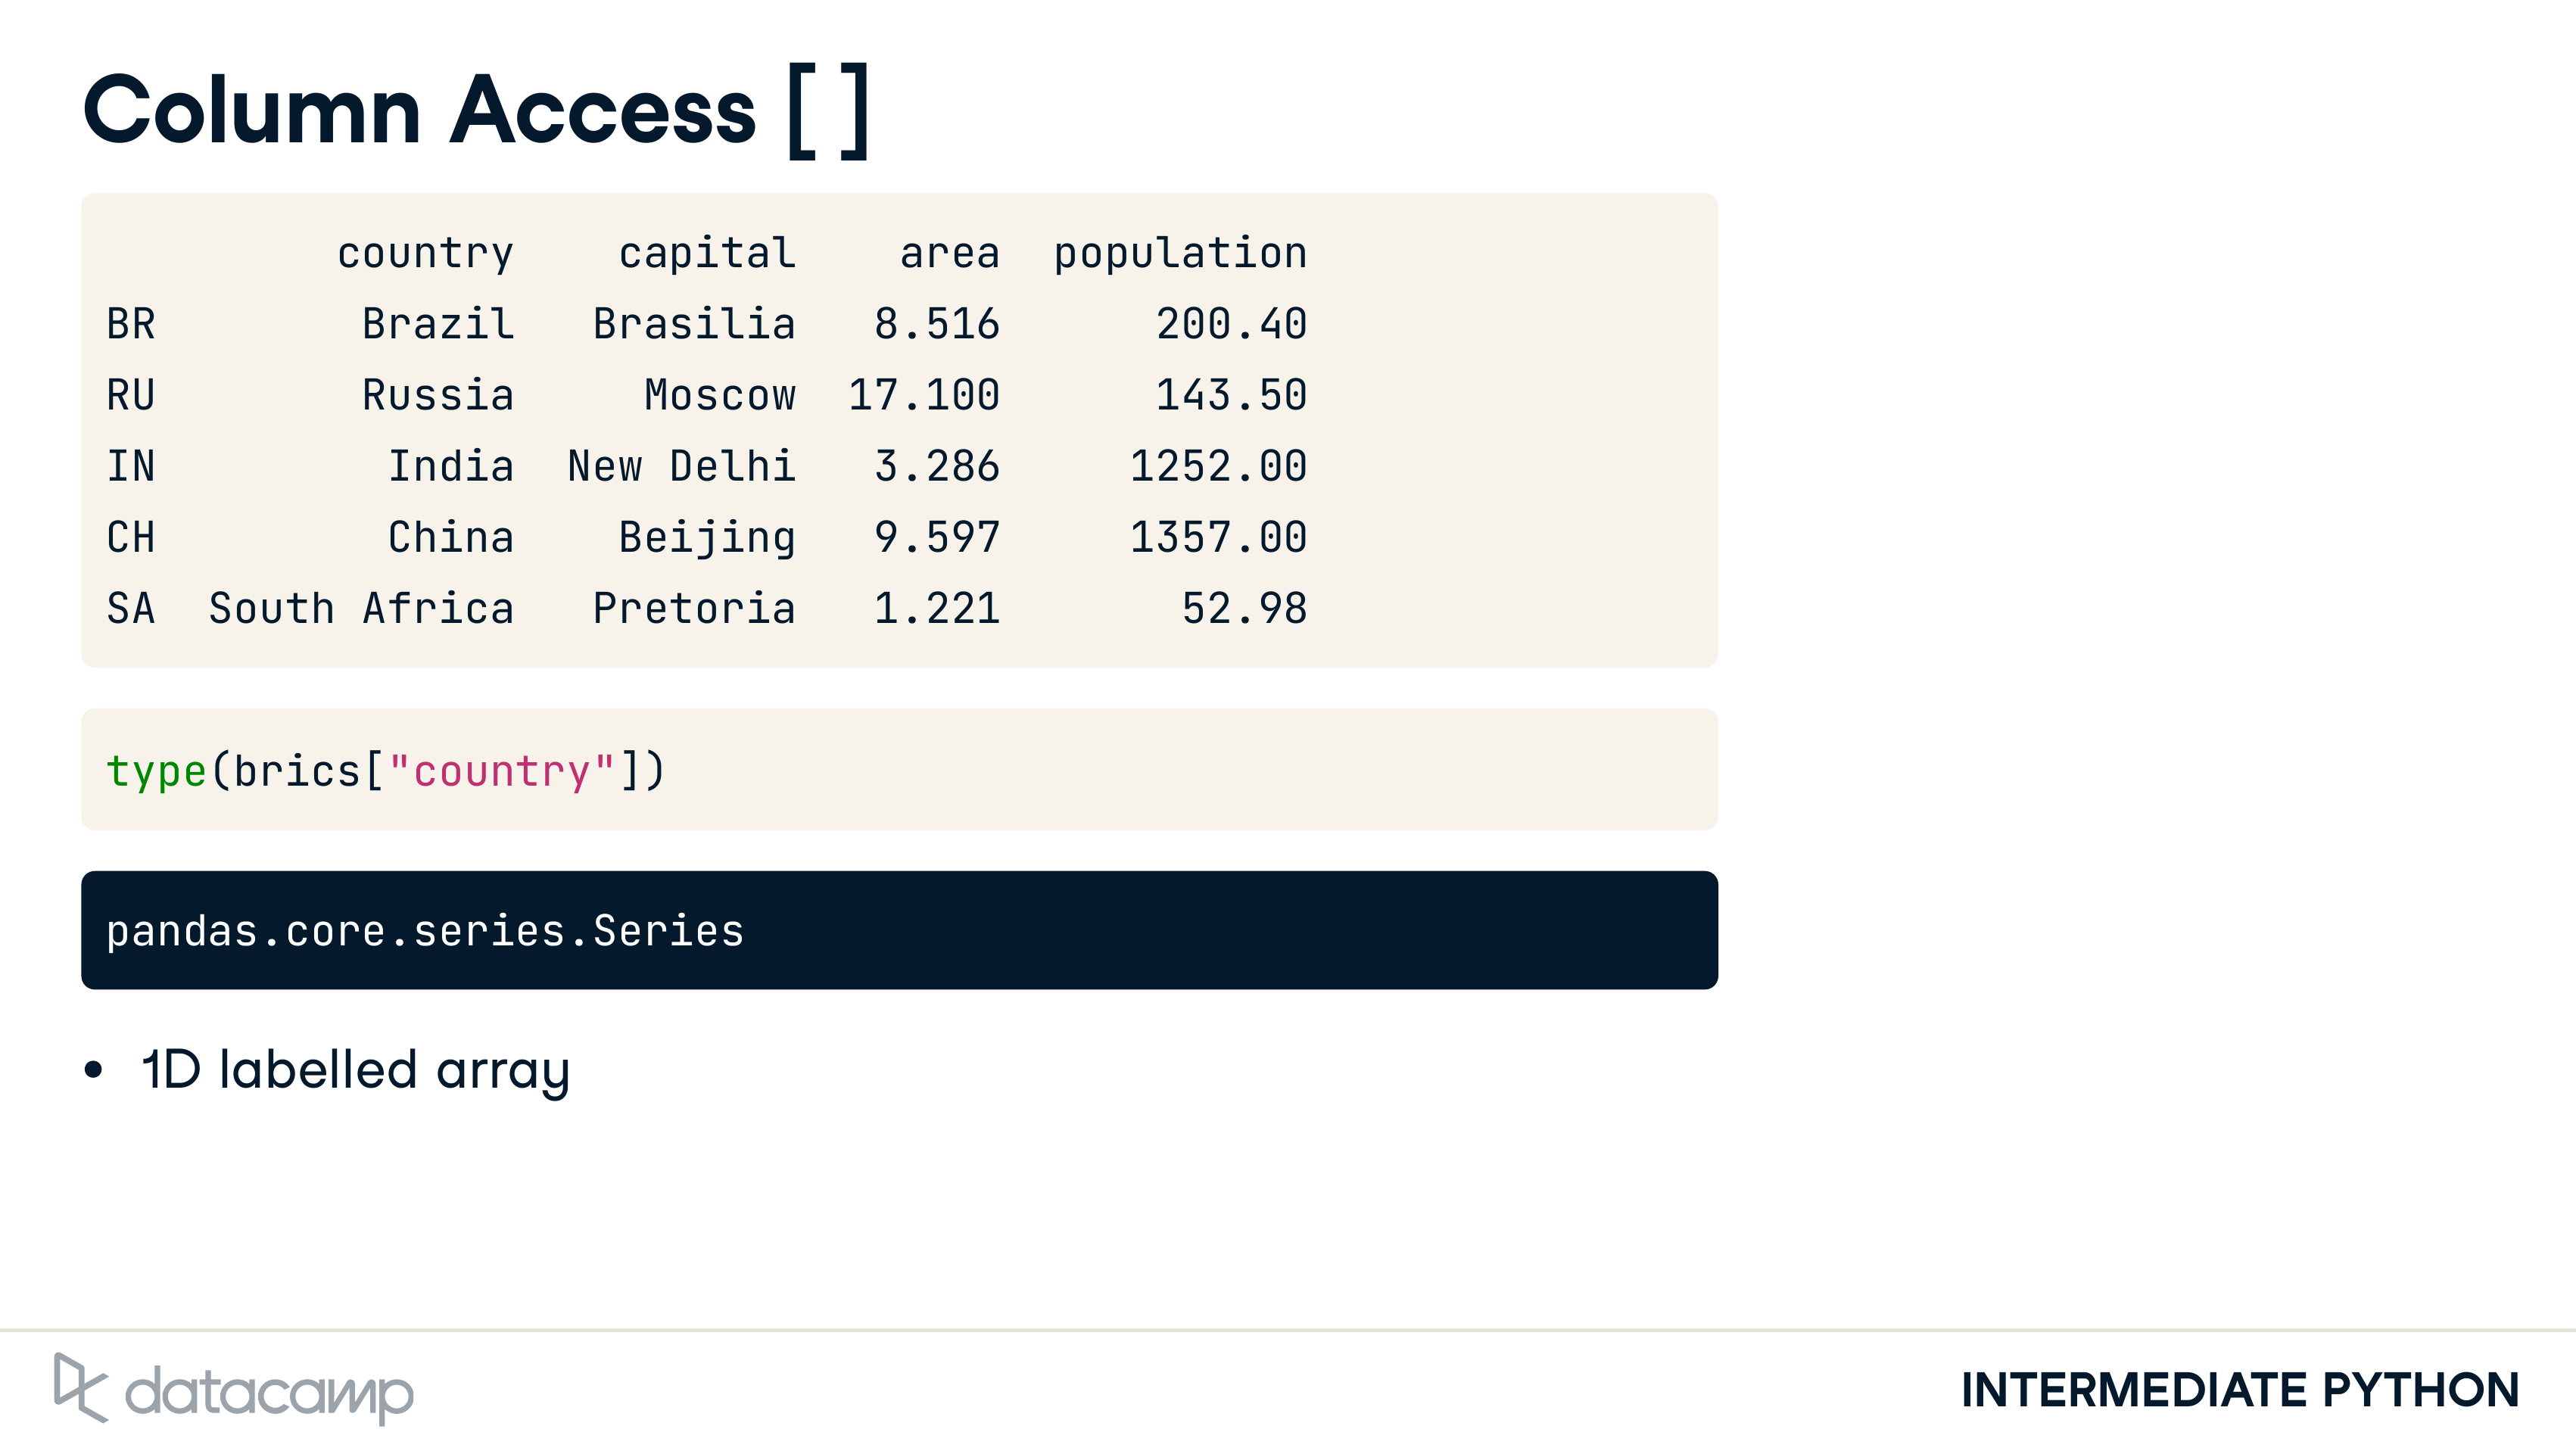 Column Access [ ]
country capital area population
BR Brazil Brasilia 8.516 200.40
RU Russia Moscow 17.100 143.50
IN India New Delhi 3.286 1252.00
CH China Beijing 9.597 1357.00
SA South Africa Pretoria 1.221 52.98
type(brics["country"])
pandas.core.series.Series
• 1D labelled array
datacamp
INTERMEDIATE PYTHON